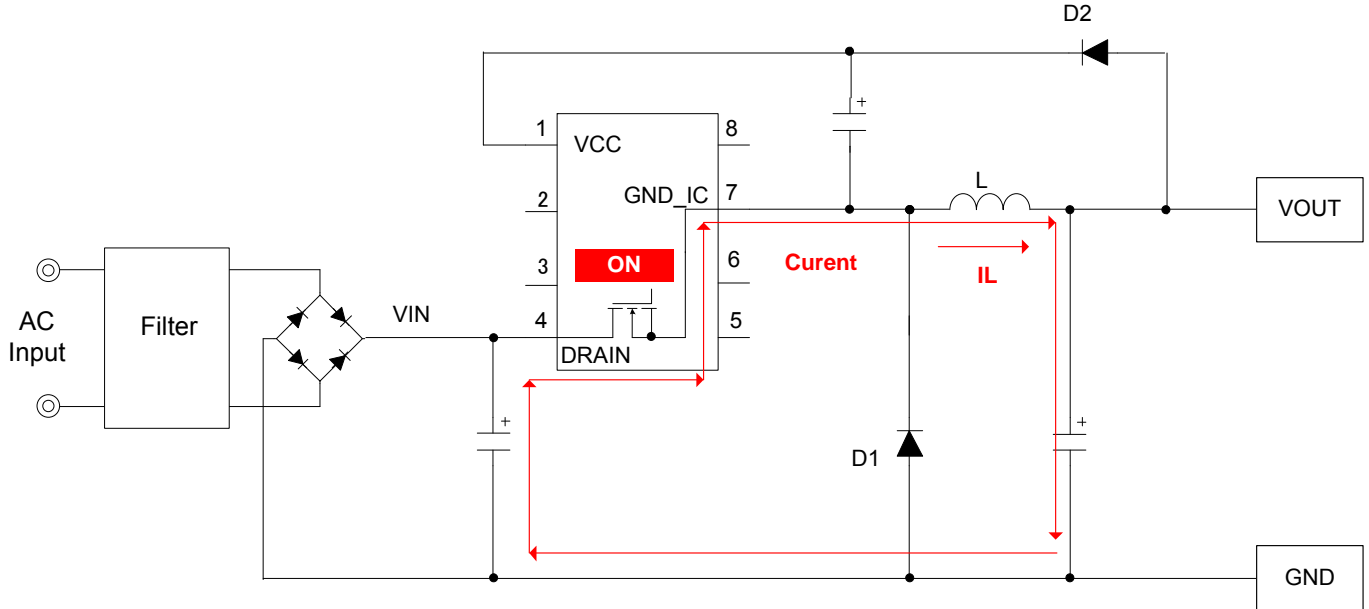 D2
1
8
VCC
2
GND_IC
7
L
VOUT
3
ON
6
Curent
IL
AC
Input
Filter
VIN
4
5
DRAIN
+
+
+
D1
GND